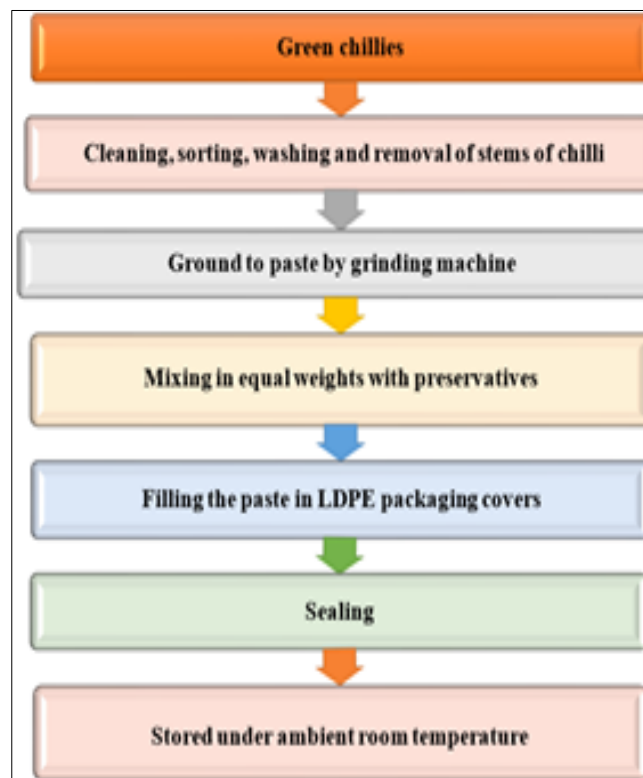 Green chillies
Cleaning, sorting, washing and removal of stems of chilli
Ground to paste by grinding machine
Mixing in equal weights with preservatives
Filling the paste in LDPE packaging covers
Sealing
Stored under ambient room temperature